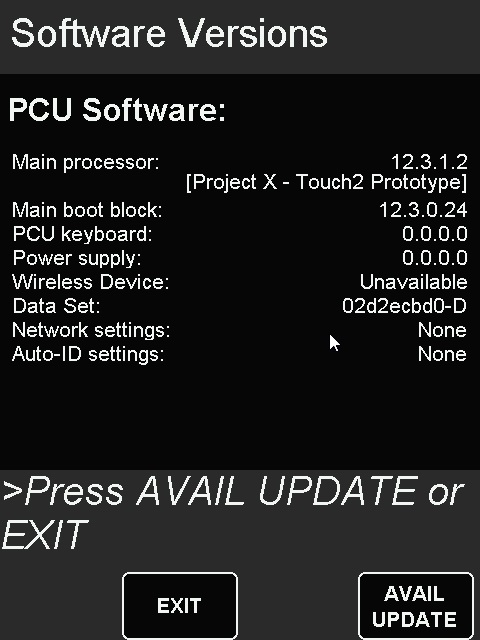 Software Versions
PCU Software:
Main processor: 12.3.1.2
[Project X - Touch2 Prototype]
Main boot block: 12.3.0.24
PCU keyboard: 0.0.0.0
Power supply: 0.0.0.0
Wireless Device: Unavailable
Data Set: 02d2ecbd0-D
Network settings: None
Auto-ID settings: None
>Press AVAIL UPDATE or
EXIT
EXIT
AVAIL
UPDATE